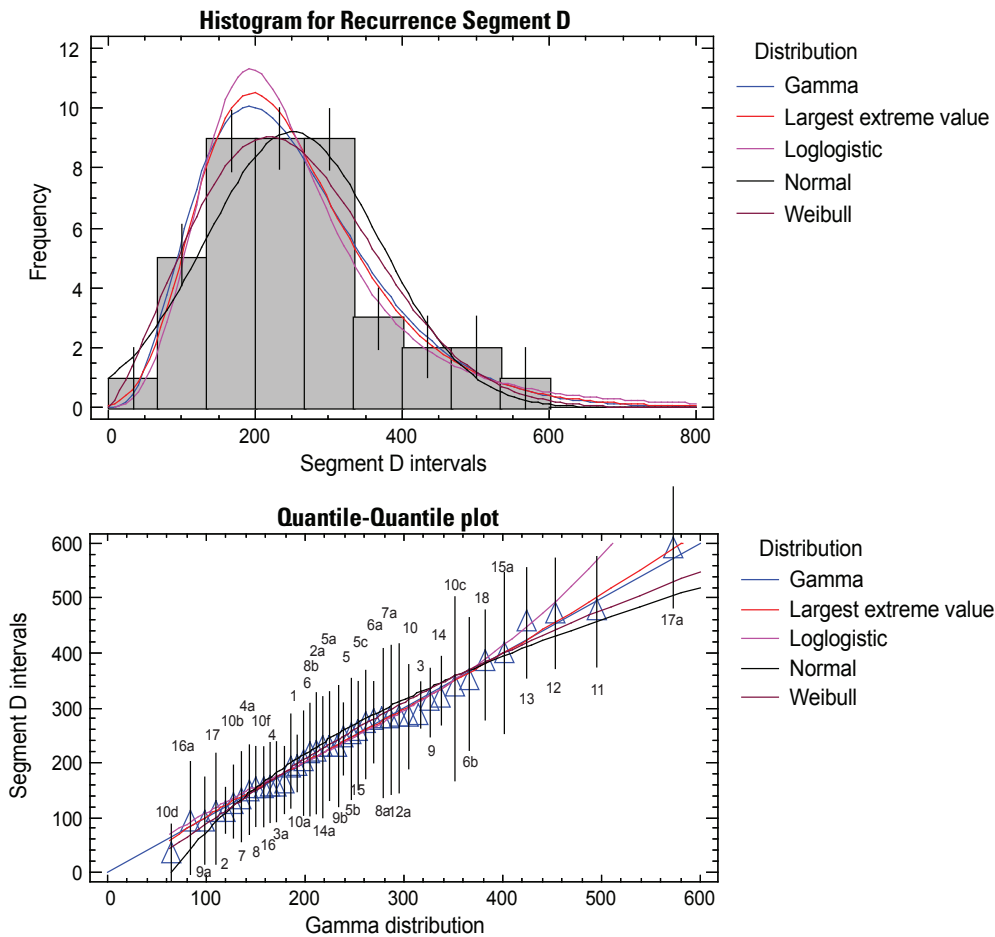 Histogram for Recurrence Segment D
12
10
8
6
4
2
0
Frequency
0 200 400 600 800
Segment D intervals
Distribution
Gamma
Largest extreme value
Loglogistic
Normal
Weibull
Quantile-Quantile plot
600
500
400
300
200
100
0
Segment D intervals
0 100 200 300 400 500 600
Gamma distribution
10d
16a
9a
17
2
10b
7
4a
8
10f
16
4
3a
1
10a
6
8b
2a
14a
5a
9b
5
5b
5c
15
6a
8a
7a
12a
10
3
9
14
10c
6b
18
15a
13
12
11
17a
Distribution
Gamma
Largest extreme value
Loglogistic
Normal
Weibull